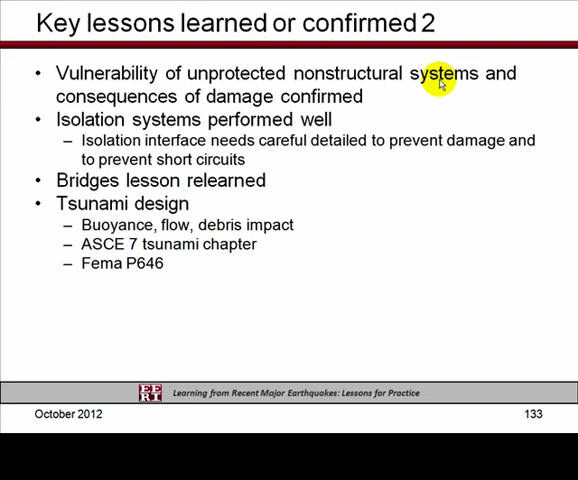 Key lessons learned or confirmed 2
• Vulnerability of unprotected nonstructural systems and
consequences of damage confirmed
• Isolation systems performed well
– Isolation interface needs careful detailed to prevent damage and
to prevent short circuits
• Bridges lesson relearned
• Tsunami design
– Buoyance, flow, debris impact
– ASCE 7 tsunami chapter
– Fema P646
EERI Learning from Recent Major Earthquakes: Lessons for Practice
October 2012 133